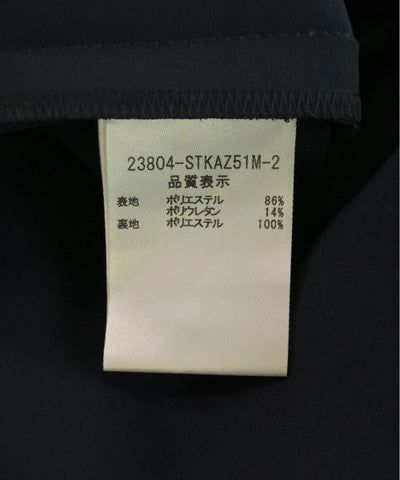 23804-STKAZ51M-2
品質表示
表地 ポリエステル 86%
ポリウレタン 14%
裏地 ポリエステル 100%